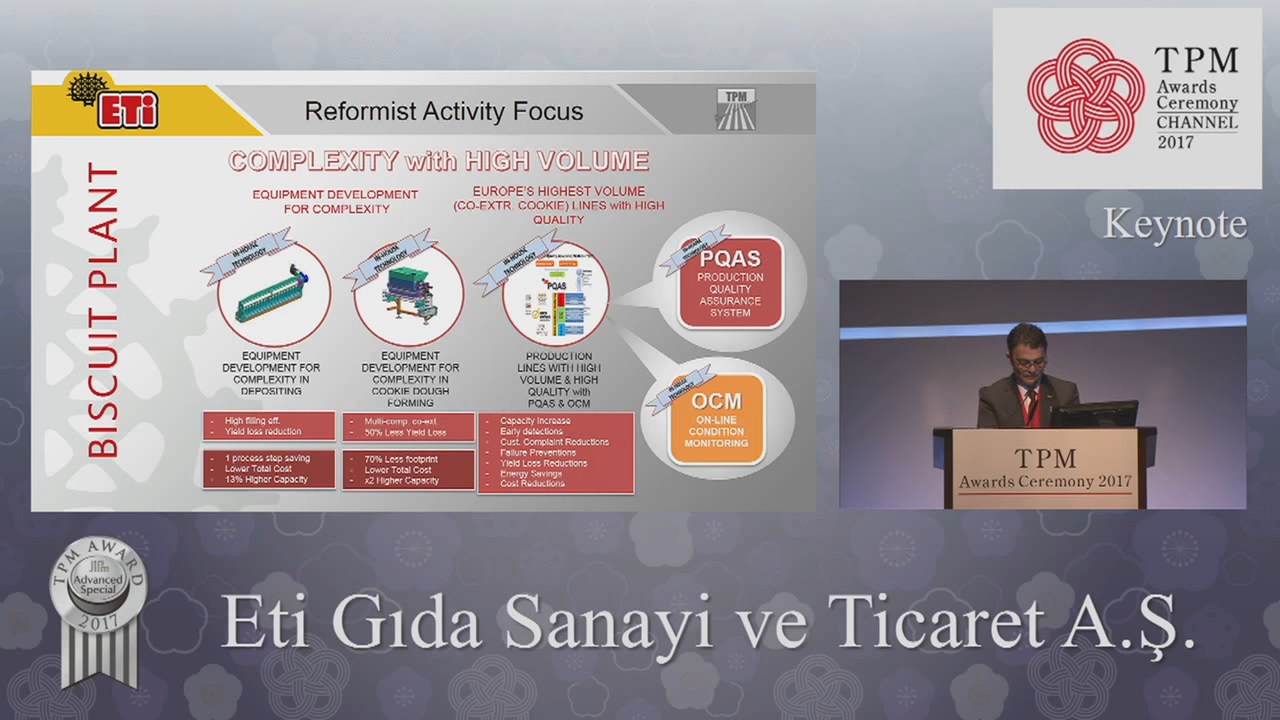 ETi
Reformist Activity Focus
TPM
COMPLEXITY with HIGH VOLUME
BISCUIT PLANT
EQUIPMENT DEVELOPMENT
FOR COMPLEXITY
EUROPE'S HIGHEST VOLUME
(CO-EXTR. COOKIE) LINES with HIGH
QUALITY
IN-HOUSE
TECHNOLOGY
IN-HOUSE
TECHNOLOGY
IN-HOUSE
TECHNOLOGY
PQAS
IN-HOUSE
TECHNOLOGY
PQAS
PRODUCTION
QUALITY
ASSURANCE
SYSTEM
EQUIPMENT
DEVELOPMENT FOR
COMPLEXITY IN
DEPOSITING
EQUIPMENT
DEVELOPMENT FOR
COMPLEXITY IN
COOKIE DOUGH
FORMING
PRODUCTION
LINES WITH HIGH
VOLUME & HIGH
QUALITY with
PQAS & OCM
IN-HOUSE
TECHNOLOGY
OCM
ON-LINE
CONDITION
MONITORING
- High filling eff.
- Yield loss reduction
- Multi-comp. co-ext.
- 50% Less Yield Loss
- 1 process step saving
- Lower Total Cost
- 13% Higher Capacity
- 70% Less footprint
- Lower Total Cost
- x2 Higher Capacity
- Capacity Increase
- Early detections
- Cust. Complaint Reductions
- Failure Preventions
- Yield Loss Reductions
- Energy Savings
- Cost Reductions
TPM
Awards
Ceremony
CHANNEL
2017
Keynote
TPM
Awards Ceremony 2017
TPM AWARD
JIPM
Advanced
Special
2017
Eti Gıda Sanayi ve Ticaret A.Ş.